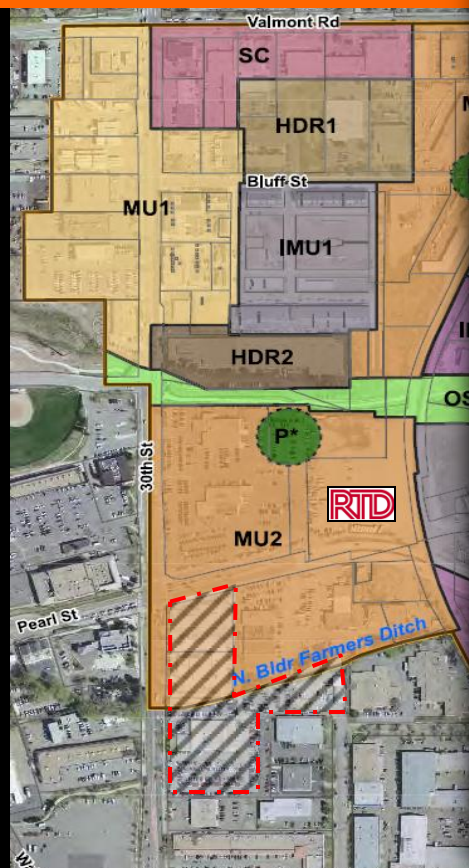 Valmont Rd
SC
HDR1
Bluff St
MU1
IMU1
HDR2
OS
P*
30th St
RTD
MU2
Pearl St
N. Bldr Farmers Ditch